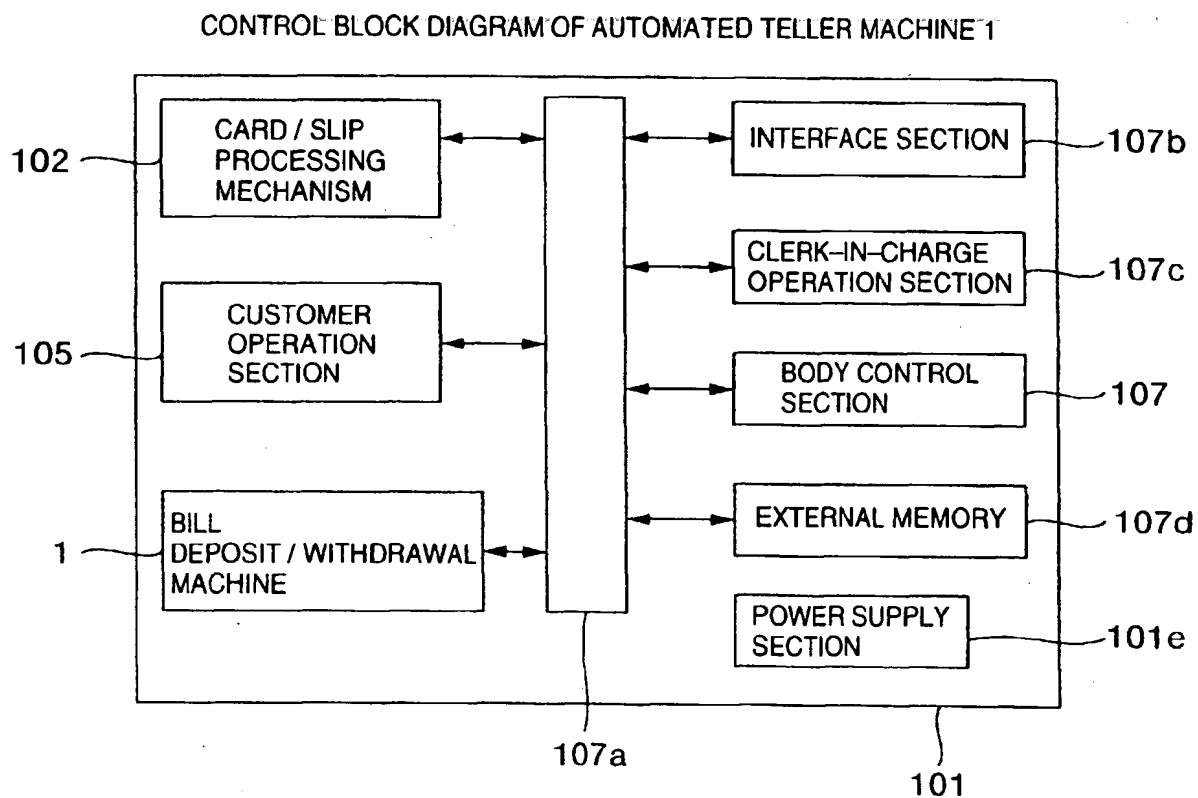 CONTROL BLOCK DIAGRAM OF AUTOMATED TELLER MACHINE 1
CARD / SLIP
PROCESSING
MECHANISM
102
CUSTOMER
OPERATION
SECTION
105
BILL
DEPOSIT / WITHDRAWAL
MACHINE
1
INTERFACE SECTION
107b
CLERK-IN-CHARGE
OPERATION SECTION
107c
BODY CONTROL
SECTION
107
EXTERNAL MEMORY
107d
POWER SUPPLY
SECTION
101e
107a
101